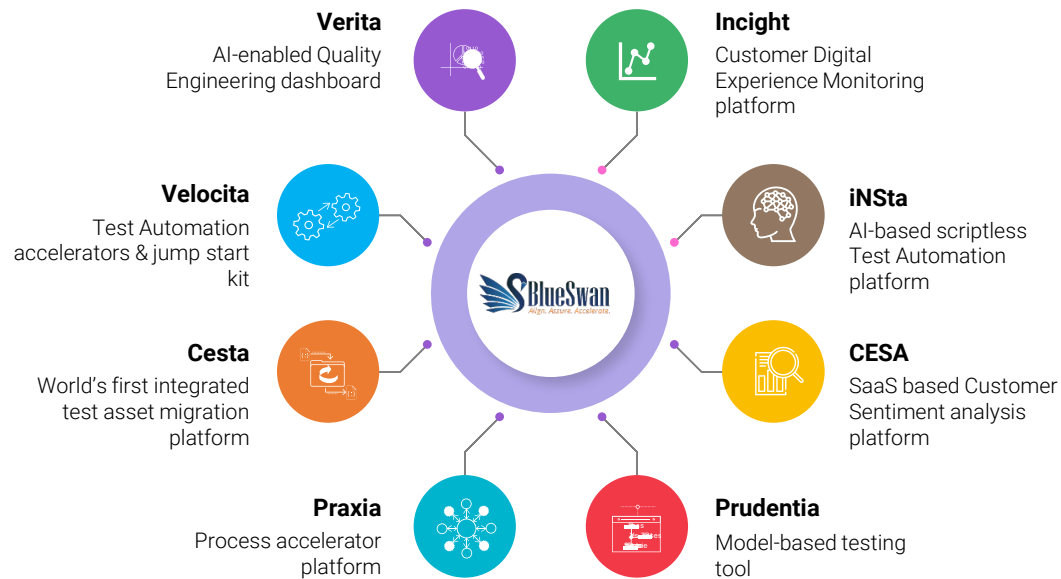 Verita
AI-enabled Quality
Engineering dashboard
Incight
Customer Digital
Experience Monitoring
platform
Velocita
Test Automation
accelerators & jump start
kit
iNSta
AI-based scriptless
Test Automation
platform
BlueSwan
Align. Assure. Accelerate.
Cesta
World's first integrated
test asset migration
platform
CESA
SaaS based Customer
Sentiment analysis
platform
Praxia
Process accelerator
platform
Prudentia
Model-based testing
tool